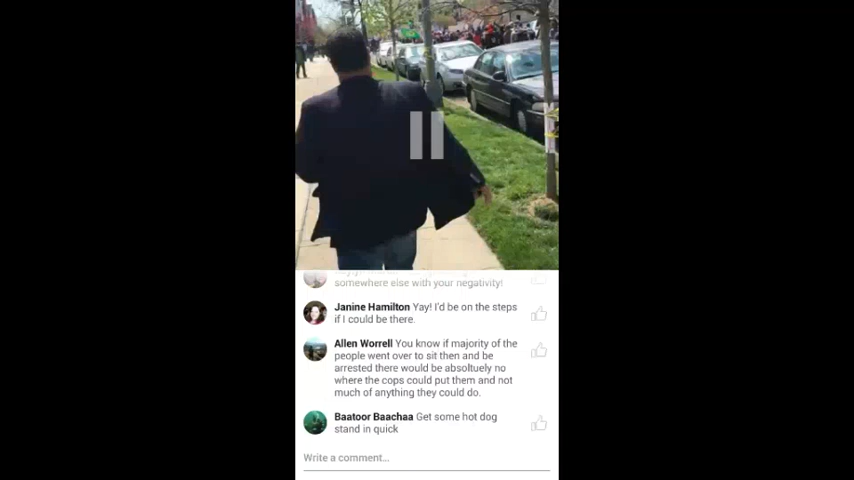 somewhere else with your negativity!
Janine Hamilton Yay! I'd be on the steps
if I could be there.
Allen Worrell You know if majority of the
people went over to sit then and be
arrested there would be absoltuely no
where the cops could put them and not
much of anything they could do.
Baatoor Baachaa Get some hot dog
stand in quick
Write a comment...